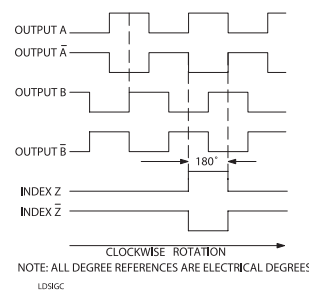 OUTPUT A
OUTPUT A̅
OUTPUT B
OUTPUT B̅
180°
INDEX Z
INDEX Z̅
CLOCKWISE ROTATION
NOTE: ALL DEGREE REFERENCES ARE ELECTRICAL DEGREES
LDSIGC